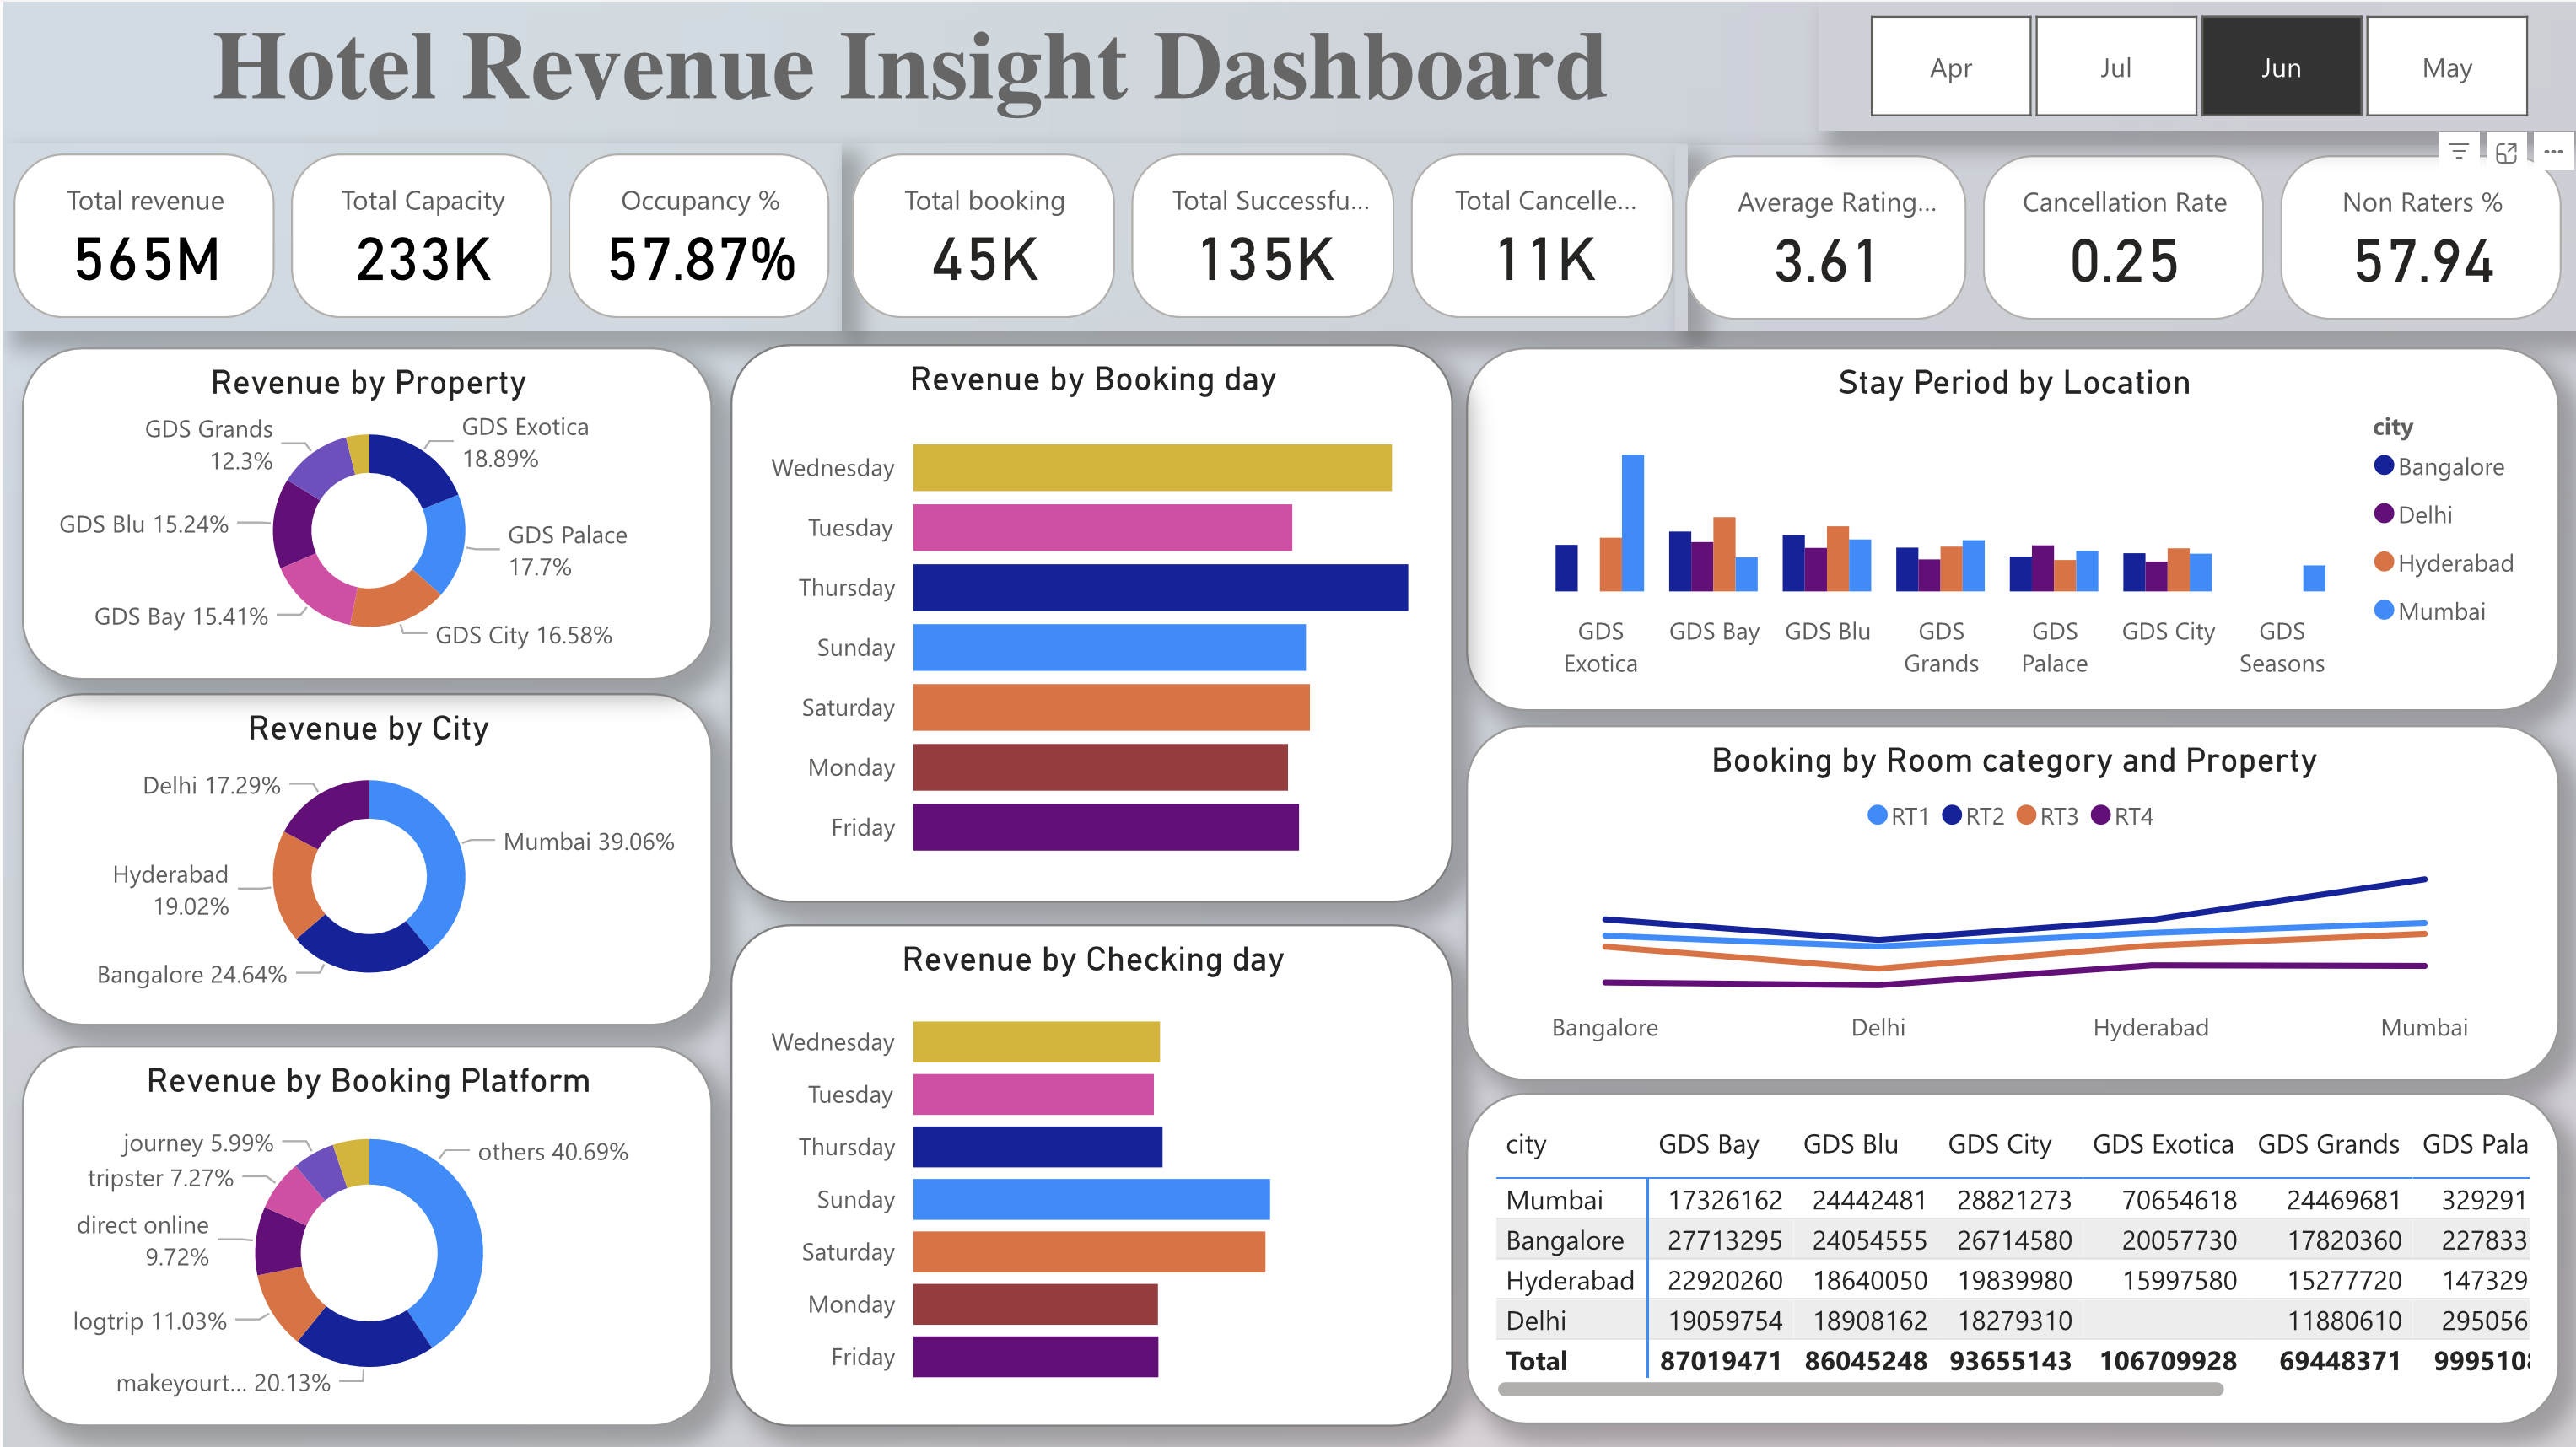 Hotel Revenue Insight Dashboard
Apr
Jul
Jun
May
Total revenue
565M
Total Capacity
233K
Occupancy %
57.87%
Total booking
45K
Total Successfu...
135K
Total Cancelle...
11K
Average Rating...
3.61
Cancellation Rate
0.25
Non Raters %
57.94
Revenue by Property
GDS Grands
12.3%
GDS Exotica
18.89%
GDS Blu 15.24%
GDS Palace
17.7%
GDS Bay 15.41%
GDS City 16.58%
Revenue by City
Delhi 17.29%
Mumbai 39.06%
Hyderabad
19.02%
Bangalore 24.64%
Revenue by Booking Platform
journey 5.99%
others 40.69%
tripster 7.27%
direct online
9.72%
logtrip 11.03%
makeyourt... 20.13%
Revenue by Booking day
Wednesday
Tuesday
Thursday
Sunday
Saturday
Monday
Friday
Revenue by Checking day
Wednesday
Tuesday
Thursday
Sunday
Saturday
Monday
Friday
Stay Period by Location
city
Bangalore
Delhi
Hyderabad
Mumbai
GDS
Exotica
GDS Bay
GDS Blu
GDS
Grands
GDS
Palace
GDS City
GDS
Seasons
Booking by Room category and Property
RT1 RT2 RT3 RT4
Bangalore Delhi Hyderabad Mumbai
city GDS Bay GDS Blu GDS City GDS Exotica GDS Grands GDS Pala
Mumbai 17326162 24442481 28821273 70654618 24469681 329291
Bangalore 27713295 24054555 26714580 20057730 17820360 227833
Hyderabad 22920260 18640050 19839980 15997580 15277720 147329
Delhi 19059754 18908162 18279310 11880610 295056
Total 87019471 86045248 93655143 106709928 69448371 999510